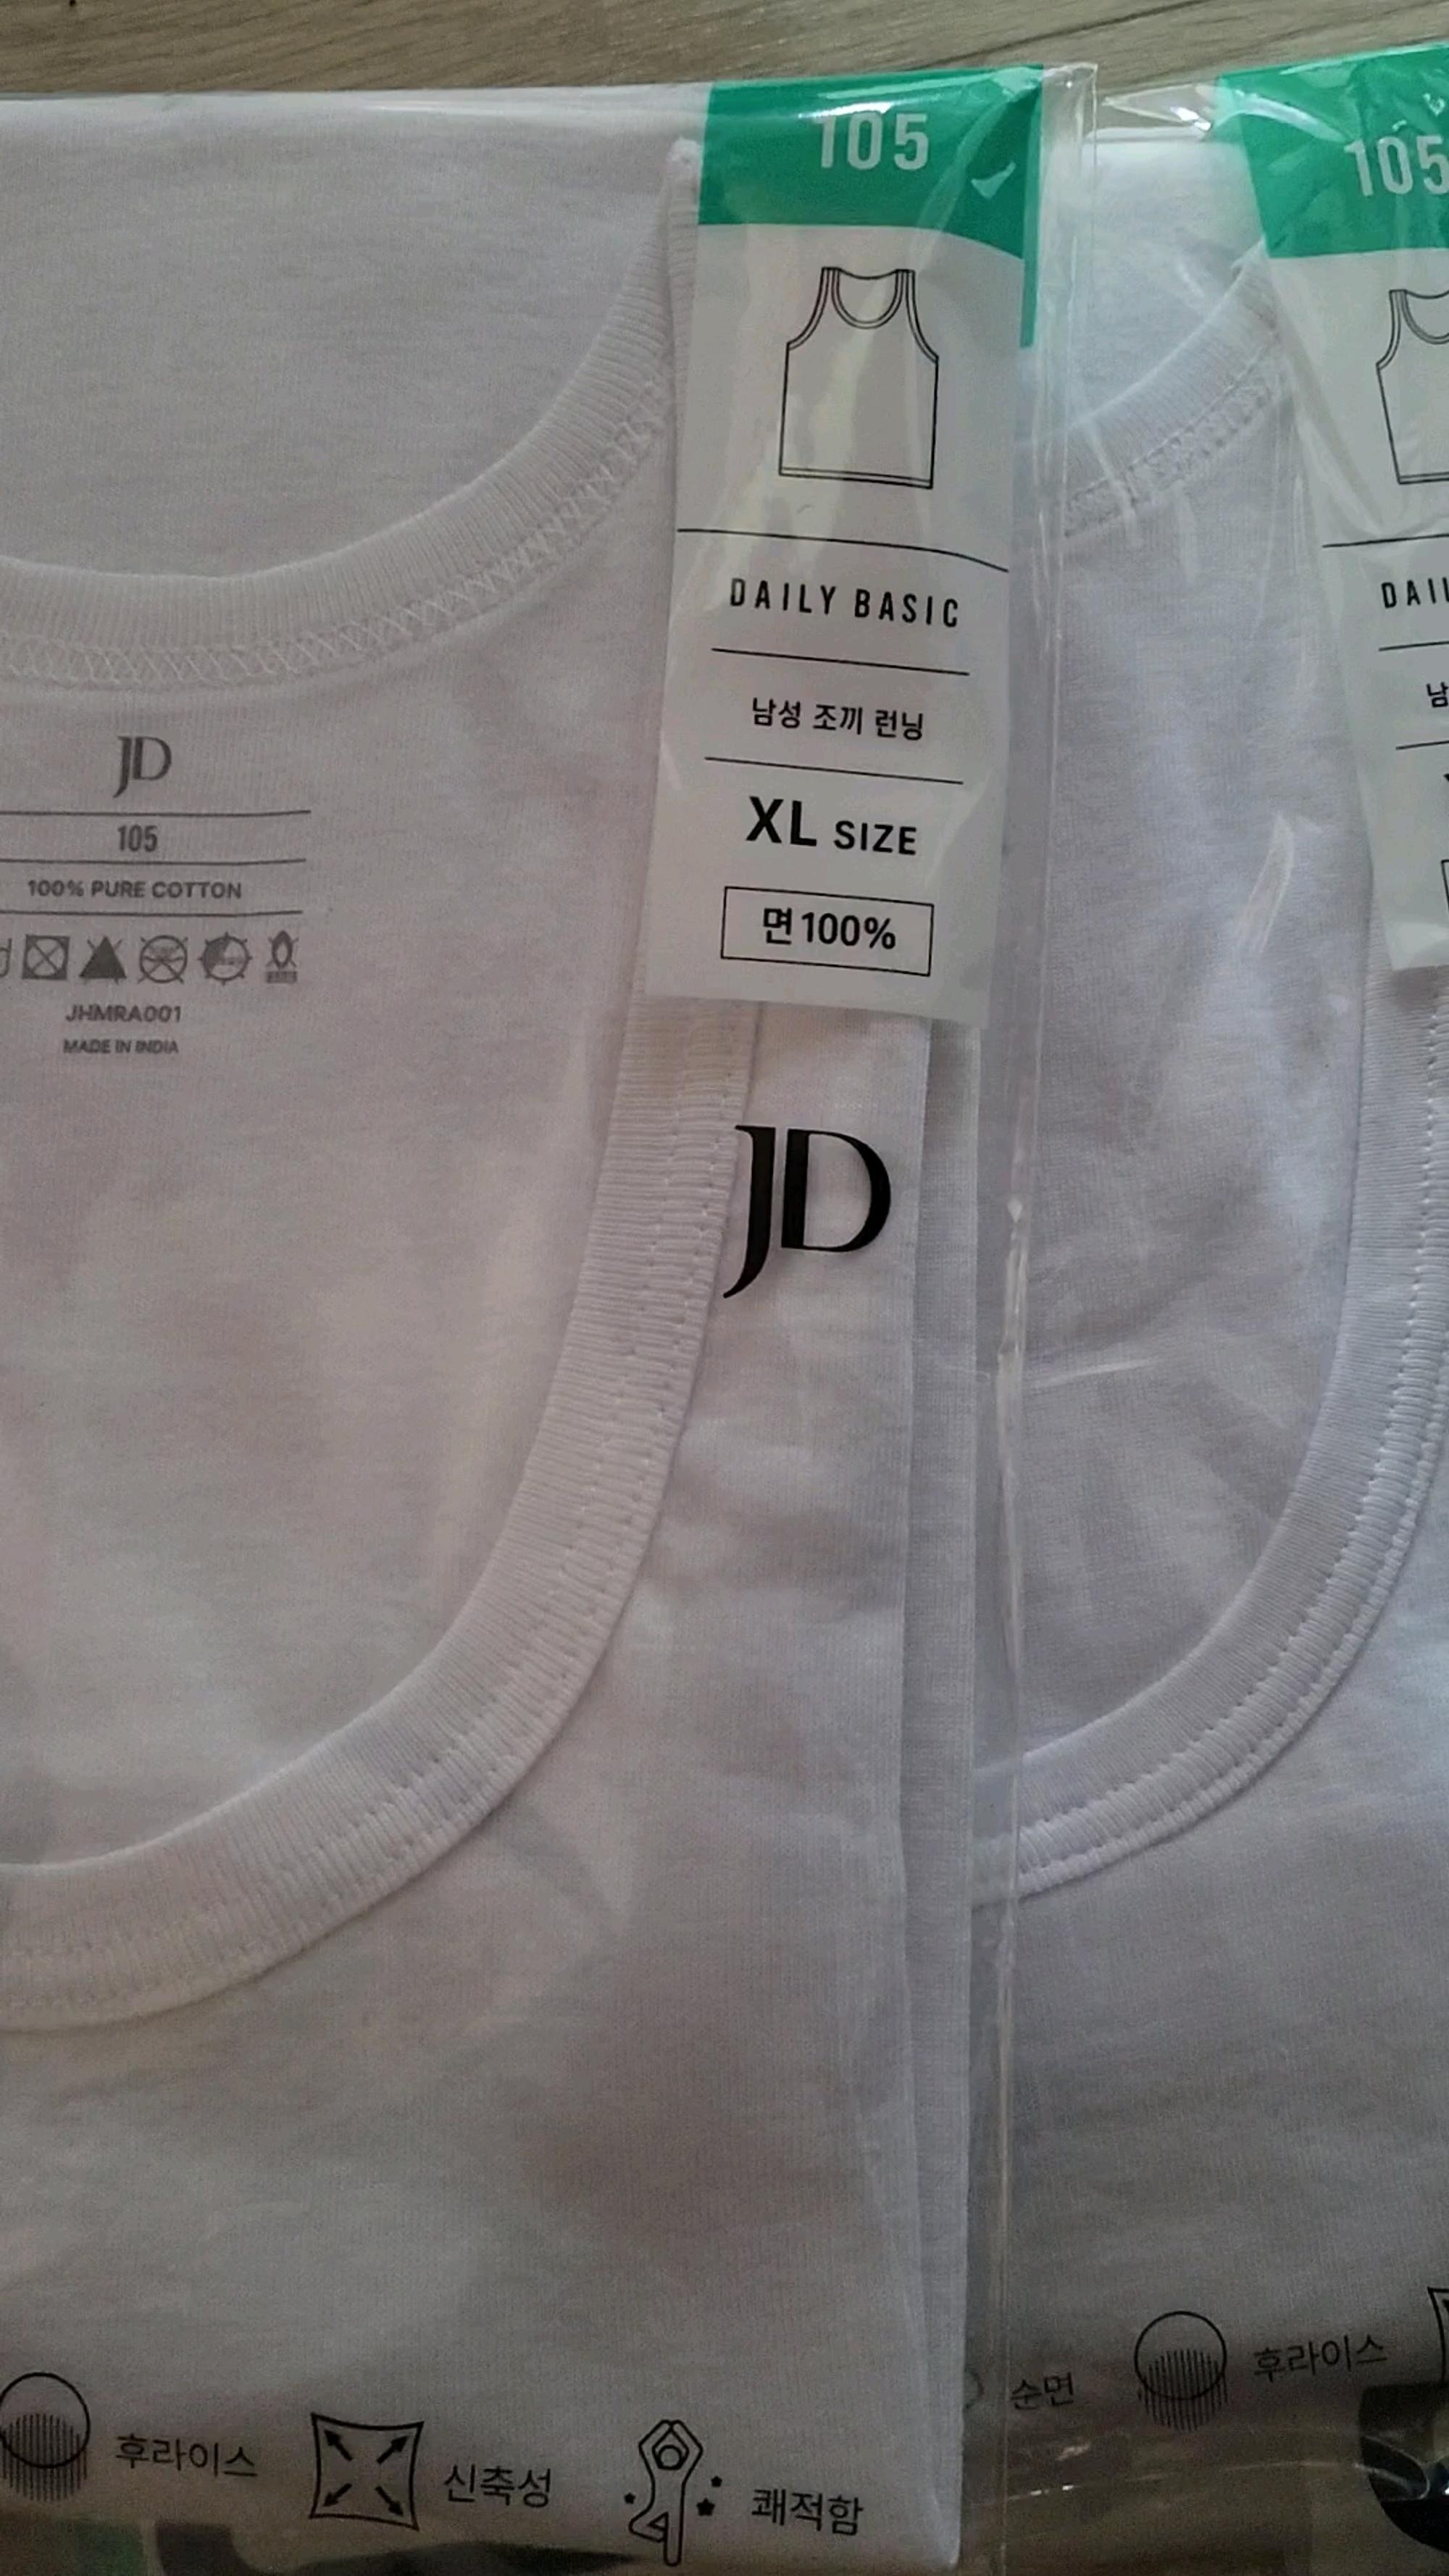 105
DAILY BASIC
남성 조끼 런닝
XL SIZE
면100%
JD
JD
105
100% PURE COTTON
JHMRA001
MADE IN INDIA
후라이스
신축성
쾌적함
105
순면
후라이스